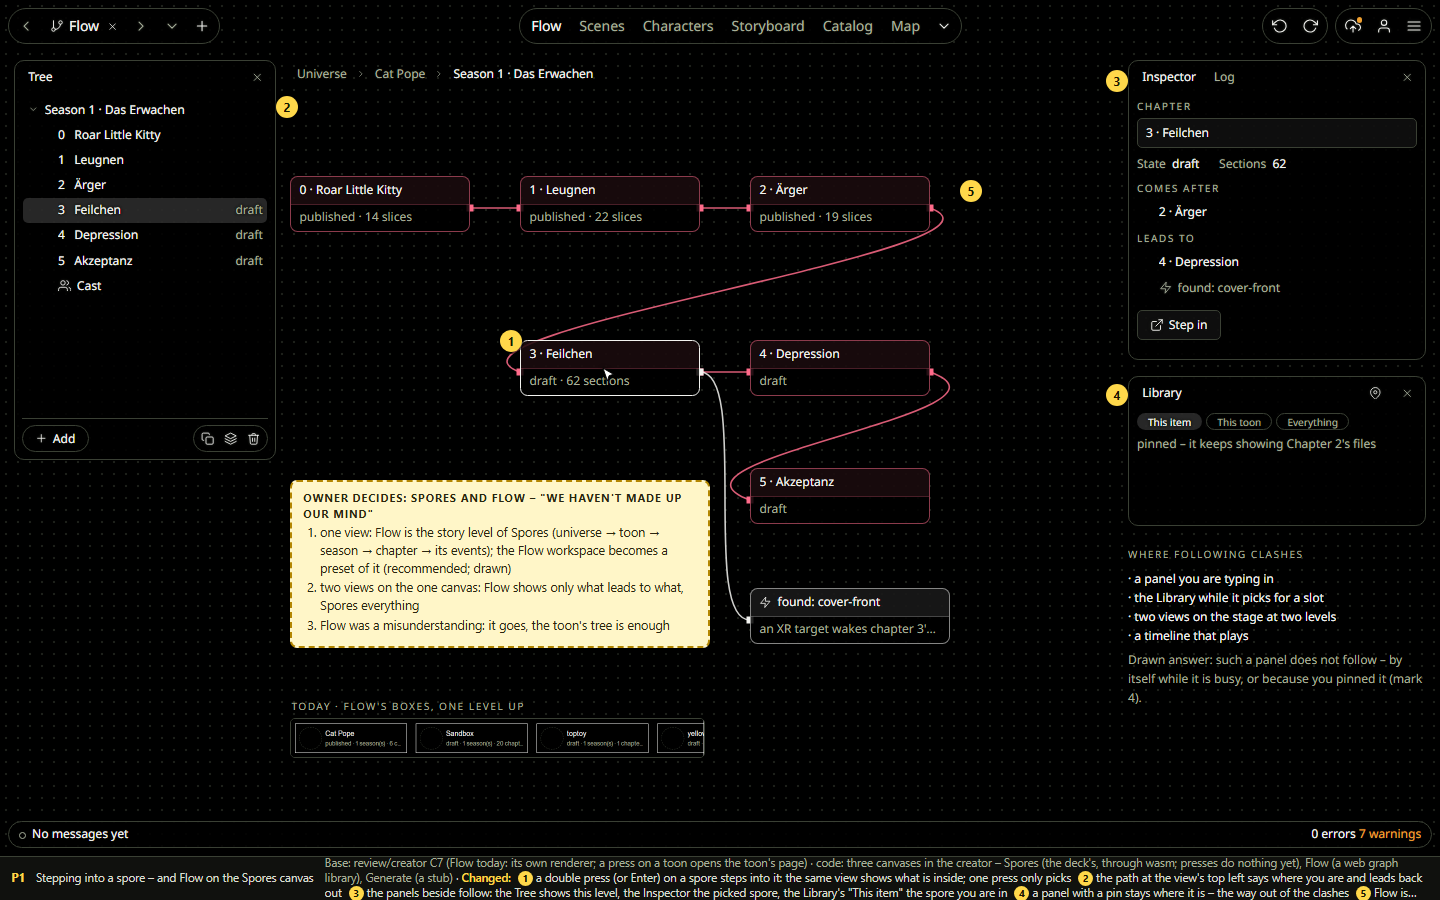 Flow
Flow Scenes Characters Storyboard Catalog Map
Tree
Universe Cat Pope Season 1 · Das Erwachen
3 Inspector Log
2
Season 1 · Das Erwachen
0 Roar Little Kitty
1 Leugnen
2 Ärger
3 Feilchen draft
4 Depression draft
5 Akzeptanz draft
Cast
Add
CHAPTER
3 · Feilchen
State draft Sections 62
COMES AFTER
2 · Ärger
LEADS TO
4 · Depression
found: cover-front
Step in
0 · Roar Little Kitty
published · 14 slices
1 · Leugnen
published · 22 slices
2 · Ärger
published · 19 slices
5
1
3 · Feilchen
draft · 62 sections
4 · Depression
draft
5 · Akzeptanz
draft
found: cover-front
an XR target wakes chapter 3'...
4 Library
This item This toon Everything
pinned – it keeps showing Chapter 2's files
OWNER DECIDES: SPORES AND FLOW – "WE HAVEN'T MADE UP
OUR MIND"
1. one view: Flow is the story level of Spores (universe → toon →
season → chapter → its events); the Flow workspace becomes a
preset of it (recommended; drawn)
2. two views on the one canvas: Flow shows only what leads to what,
Spores everything
3. Flow was a misunderstanding: it goes, the toon's tree is enough
WHERE FOLLOWING CLASHES
· a panel you are typing in
· the Library while it picks for a slot
· two views on the stage at two levels
· a timeline that plays
Drawn answer: such a panel does not follow – by
itself while it is busy, or because you pinned it (mark
4).
TODAY · FLOW'S BOXES, ONE LEVEL UP
Cat Pope
published · 1 season(s) · 6 c...
Sandbox
draft · 1 season(s) · 20 chapt...
toptoy
draft · 1 season(s) · 1 chapte...
yellow
draft
No messages yet
0 errors 7 warnings
P1 Stepping into a spore – and Flow on the Spores canvas
Base: review/creator C7 (Flow today: its own renderer; a press on a toon opens the toon's page) · code: three canvases in the creator – Spores (the deck's, through wasm; presses do nothing yet), Flow (a web graph
library), Generate (a stub) · Changed: 1 a double press (or Enter) on a spore steps into it: the same view shows what is inside; one press only picks 2 the path at the view's top left says where you are and leads back
out 3 the panels beside follow: the Tree shows this level, the Inspector the picked spore, the Library's "This item" the spore you are in 4 a panel with a pin stays where it is – the way out of the clashes 5 Flow is...